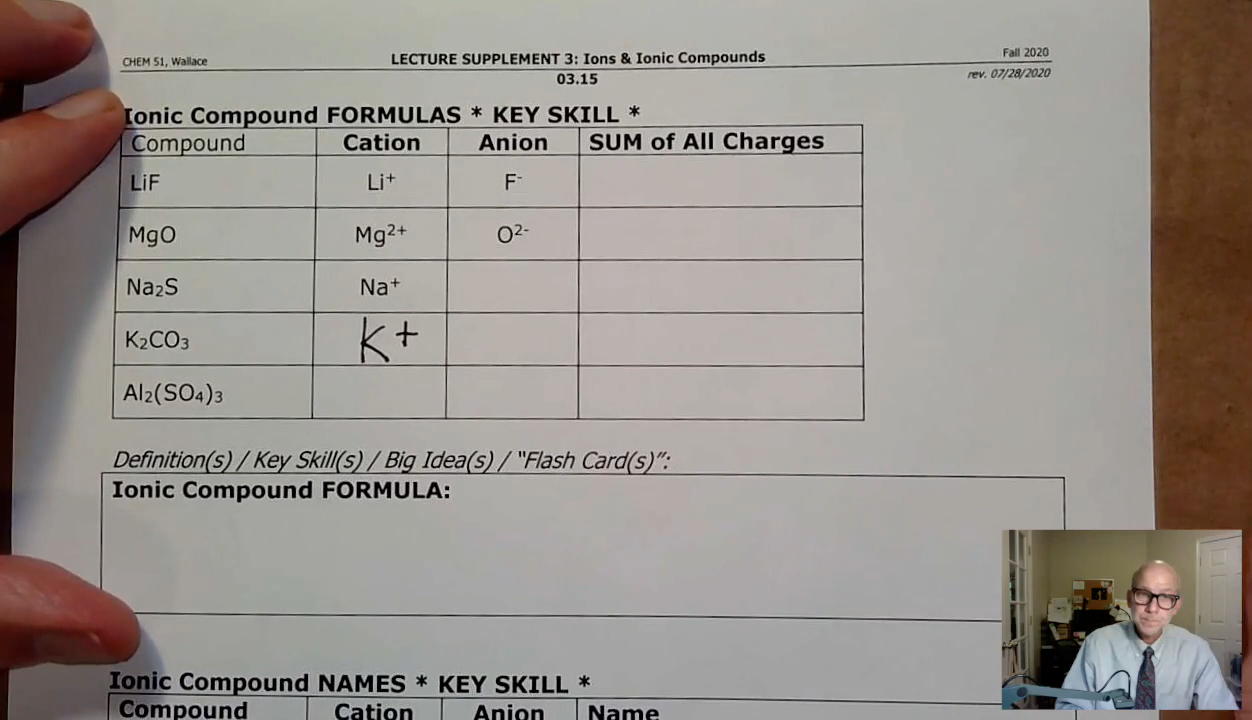 CHEM 51, Wallace LECTURE SUPPLEMENT 3: Ions & Ionic Compounds Fall 2020
03.15 rev. 07/28/2020
Ionic Compound FORMULAS * KEY SKILL *
Compound Cation Anion SUM of All Charges
LiF Li⁺ F⁻
MgO Mg²⁺ O²⁻
Na₂S Na⁺
K₂CO₃ K+
Al₂(SO₄)₃
Definition(s) / Key Skill(s) / Big Idea(s) / "Flash Card(s)":
Ionic Compound FORMULA:
Ionic Compound NAMES * KEY SKILL *
Compound Cation Anion Name